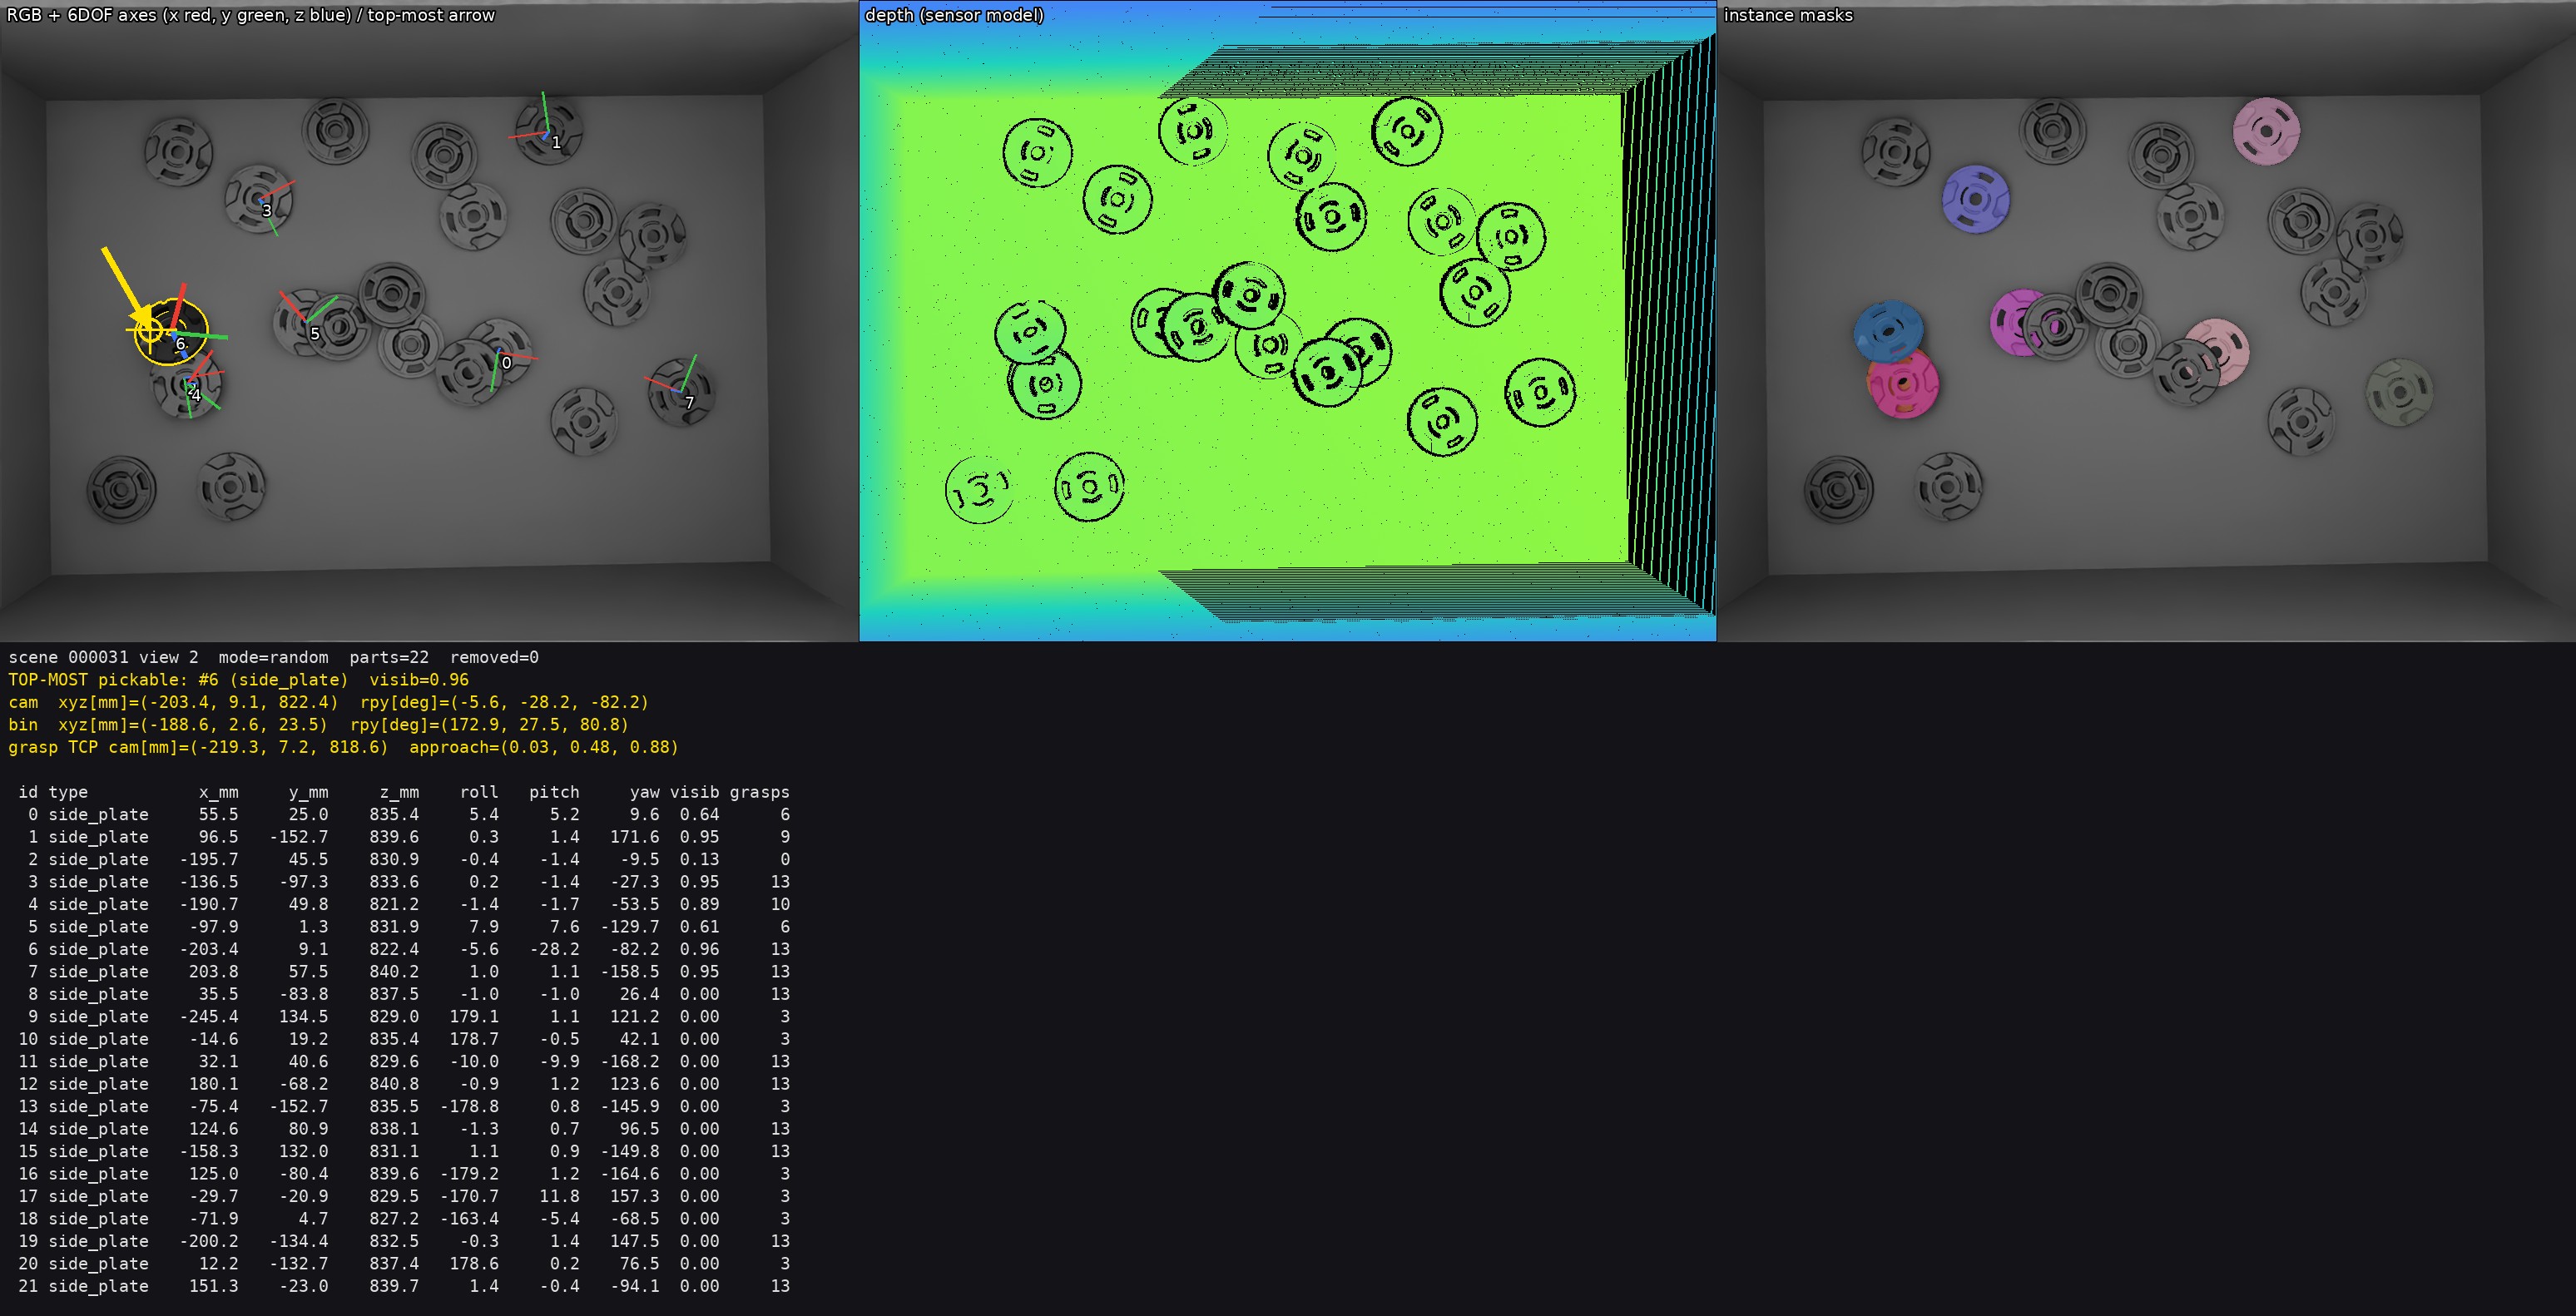 RGB + 6DOF axes (x red, y green, z blue) / top-most arrow
depth (sensor model)
instance masks
1
3
6
5
0
4
7
scene 000031 view 2  mode=random  parts=22  removed=0
TOP-MOST pickable: #6 (side_plate)  visib=0.96
cam  xyz[mm]=(-203.4, 9.1, 822.4)  rpy[deg]=(-5.6, -28.2, -82.2)
bin  xyz[mm]=(-188.6, 2.6, 23.5)  rpy[deg]=(172.9, 27.5, 80.8)
grasp TCP cam[mm]=(-219.3, 7.2, 818.6)  approach=(0.03, 0.48, 0.88)
id type x_mm y_mm z_mm roll pitch yaw visib grasps
0 side_plate 55.5 25.0 835.4 5.4 5.2 9.6 0.64 6
1 side_plate 96.5 -152.7 839.6 0.3 1.4 171.6 0.95 9
2 side_plate -195.7 45.5 830.9 -0.4 -1.4 -9.5 0.13 0
3 side_plate -136.5 -97.3 833.6 0.2 -1.4 -27.3 0.95 13
4 side_plate -190.7 49.8 821.2 -1.4 -1.7 -53.5 0.89 10
5 side_plate -97.9 1.3 831.9 7.9 7.6 -129.7 0.61 6
6 side_plate -203.4 9.1 822.4 -5.6 -28.2 -82.2 0.96 13
7 side_plate 203.8 57.5 840.2 1.0 1.1 -158.5 0.95 13
8 side_plate 35.5 -83.8 837.5 -1.0 -1.0 26.4 0.00 13
9 side_plate -245.4 134.5 829.0 179.1 1.1 121.2 0.00 3
10 side_plate -14.6 19.2 835.4 178.7 -0.5 42.1 0.00 3
11 side_plate 32.1 40.6 829.6 -10.0 -9.9 -168.2 0.00 13
12 side_plate 180.1 -68.2 840.8 -0.9 1.2 123.6 0.00 13
13 side_plate -75.4 -152.7 835.5 -178.8 0.8 -145.9 0.00 3
14 side_plate 124.6 80.9 838.1 -1.3 0.7 96.5 0.00 13
15 side_plate -158.3 132.0 831.1 1.1 0.9 -149.8 0.00 13
16 side_plate 125.0 -80.4 839.6 -179.2 1.2 -164.6 0.00 3
17 side_plate -29.7 -20.9 829.5 -170.7 11.8 157.3 0.00 3
18 side_plate -71.9 4.7 827.2 -163.4 -5.4 -68.5 0.00 3
19 side_plate -200.2 -134.4 832.5 -0.3 1.4 147.5 0.00 13
20 side_plate 12.2 -132.7 837.4 178.6 0.2 76.5 0.00 3
21 side_plate 151.3 -23.0 839.7 1.4 -0.4 -94.1 0.00 13